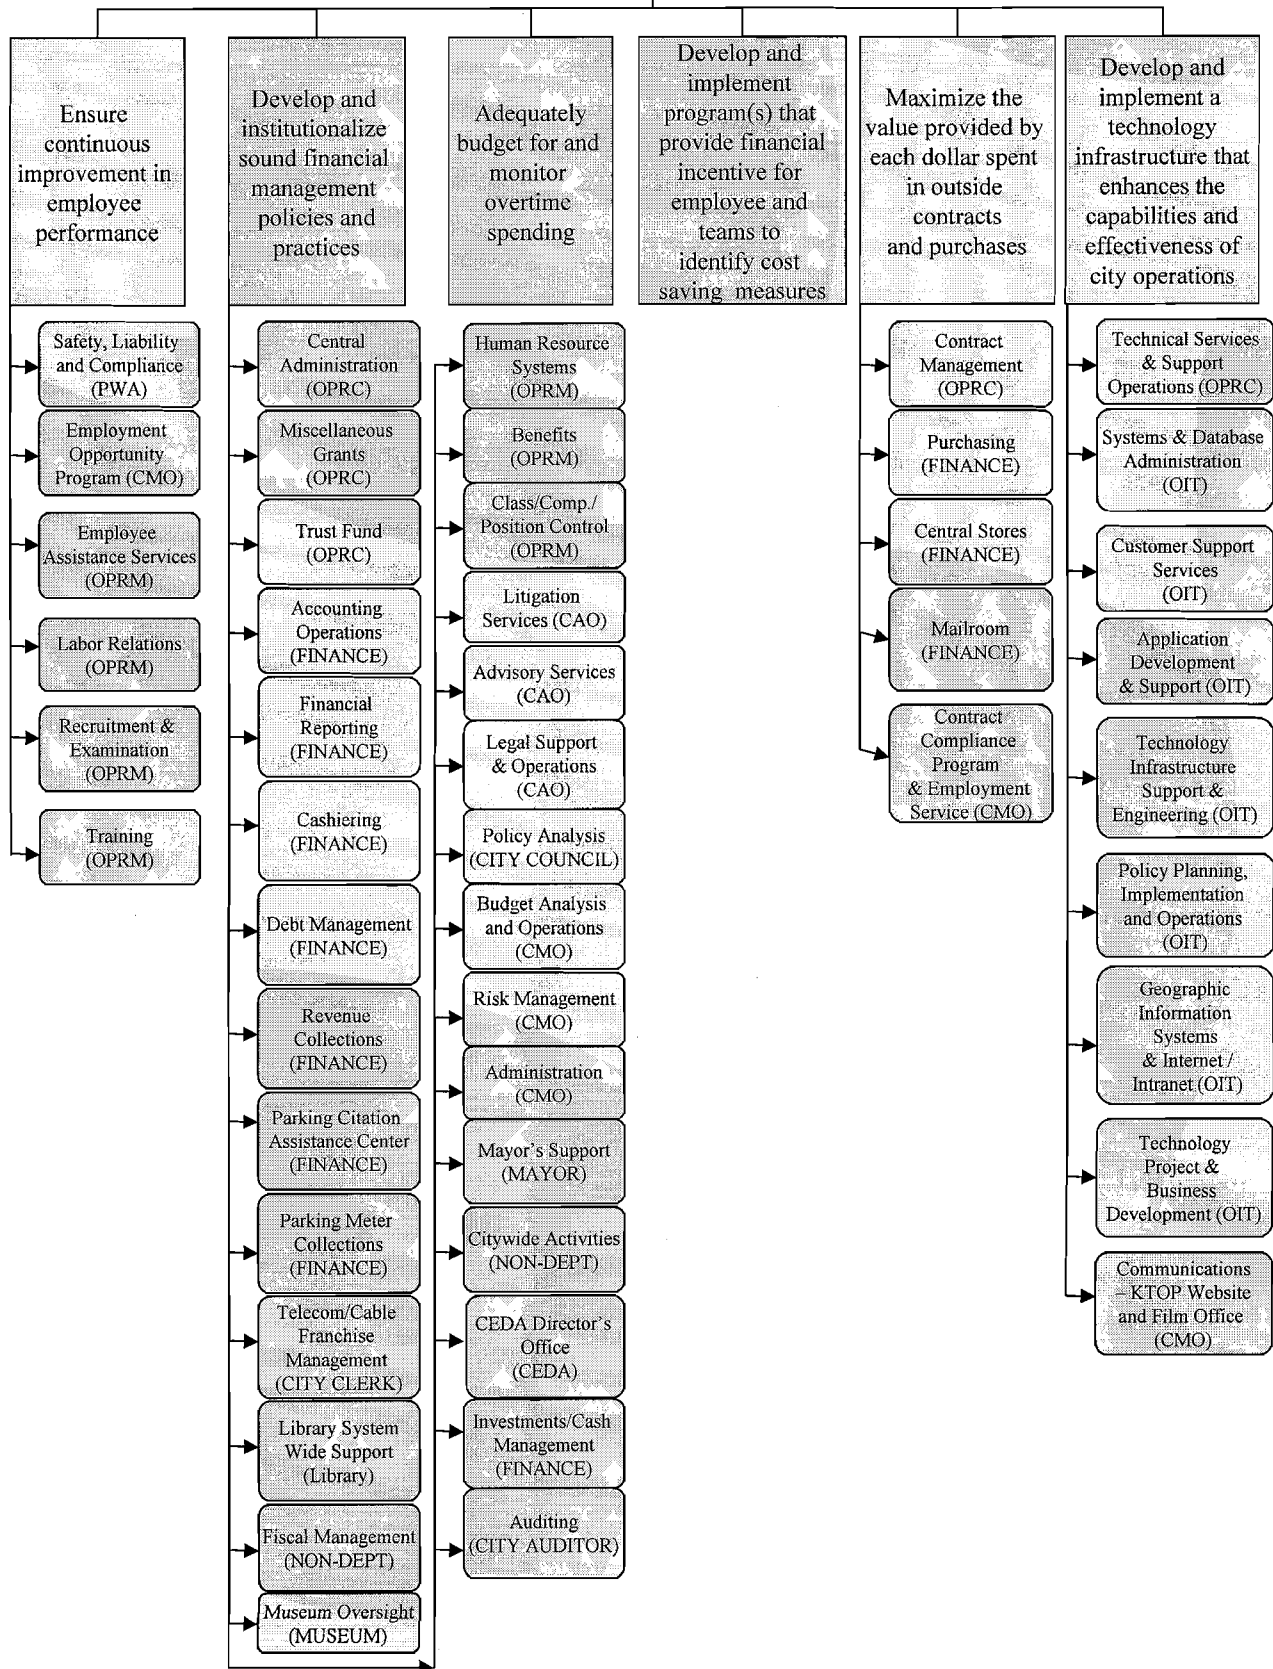 Ensure
continuous
improvement in
employee
performance
Safety, Liability
and Compliance
(PWA)
Employment
Opportunity
Program (CMO)
Employee
Assistance Services
(OPRM)
Labor Relations
(OPRM)
Recruitment &
Examination
(OPRM)
Training
(OPRM)
Develop and
institutionalize
sound financial
management
policies and
practices
Central
Administration
(OPRC)
Miscellaneous
Grants
(OPRC)
Trust Fund
(OPRC)
Accounting
Operations
(FINANCE)
Financial
Reporting
(FINANCE)
Cashiering
(FINANCE)
Debt Management
(FINANCE)
Revenue
Collections
(FINANCE)
Parking Citation
Assistance Center
(FINANCE)
Parking Meter
Collections
(FINANCE)
Telecom/Cable
Franchise
Management
(CITY CLERK)
Library System
Wide Support
(Library)
Fiscal Management
(NON-DEPT)
Museum Oversight
(MUSEUM)
Adequately
budget for and
monitor
overtime
spending
Human Resource
Systems
(OPRM)
Benefits
(OPRM)
Class/Comp./
Position Control
(OPRM)
Litigation
Services (CAO)
Advisory Services
(CAO)
Legal Support
& Operations
(CAO)
Policy Analysis
(CITY COUNCIL)
Budget Analysis
and Operations
(CMO)
Risk Management
(CMO)
Administration
(CMO)
Mayor's Support
(MAYOR)
Citywide Activities
(NON-DEPT)
CEDA Director's
Office
(CEDA)
Investments/Cash
Management
(FINANCE)
Auditing
(CITY AUDITOR)
Develop and
implement
program(s) that
provide financial
incentive for
employee and
teams to
identify cost
saving measures
Maximize the
value provided by
each dollar spent
in outside
contracts
and purchases
Contract
Management
(OPRC)
Purchasing
(FINANCE)
Central Stores
(FINANCE)
Mailroom
(FINANCE)
Contract
Compliance
Program
& Employment
Service (CMO)
Develop and
implement a
technology
infrastructure that
enhances the
capabilities and
effectiveness of
city operations
Technical Services
& Support
Operations (OPRC)
Systems & Database
Administration
(OIT)
Customer Support
Services
(OIT)
Application
Development
& Support (OIT)
Technology
Infrastructure
Support &
Engineering (OIT)
Policy Planning,
Implementation
and Operations
(OIT)
Geographic
Information
Systems
& Internet /
Intranet (OIT)
Technology
Project &
Business
Development (OIT)
Communications
– KTOP Website
and Film Office
(CMO)